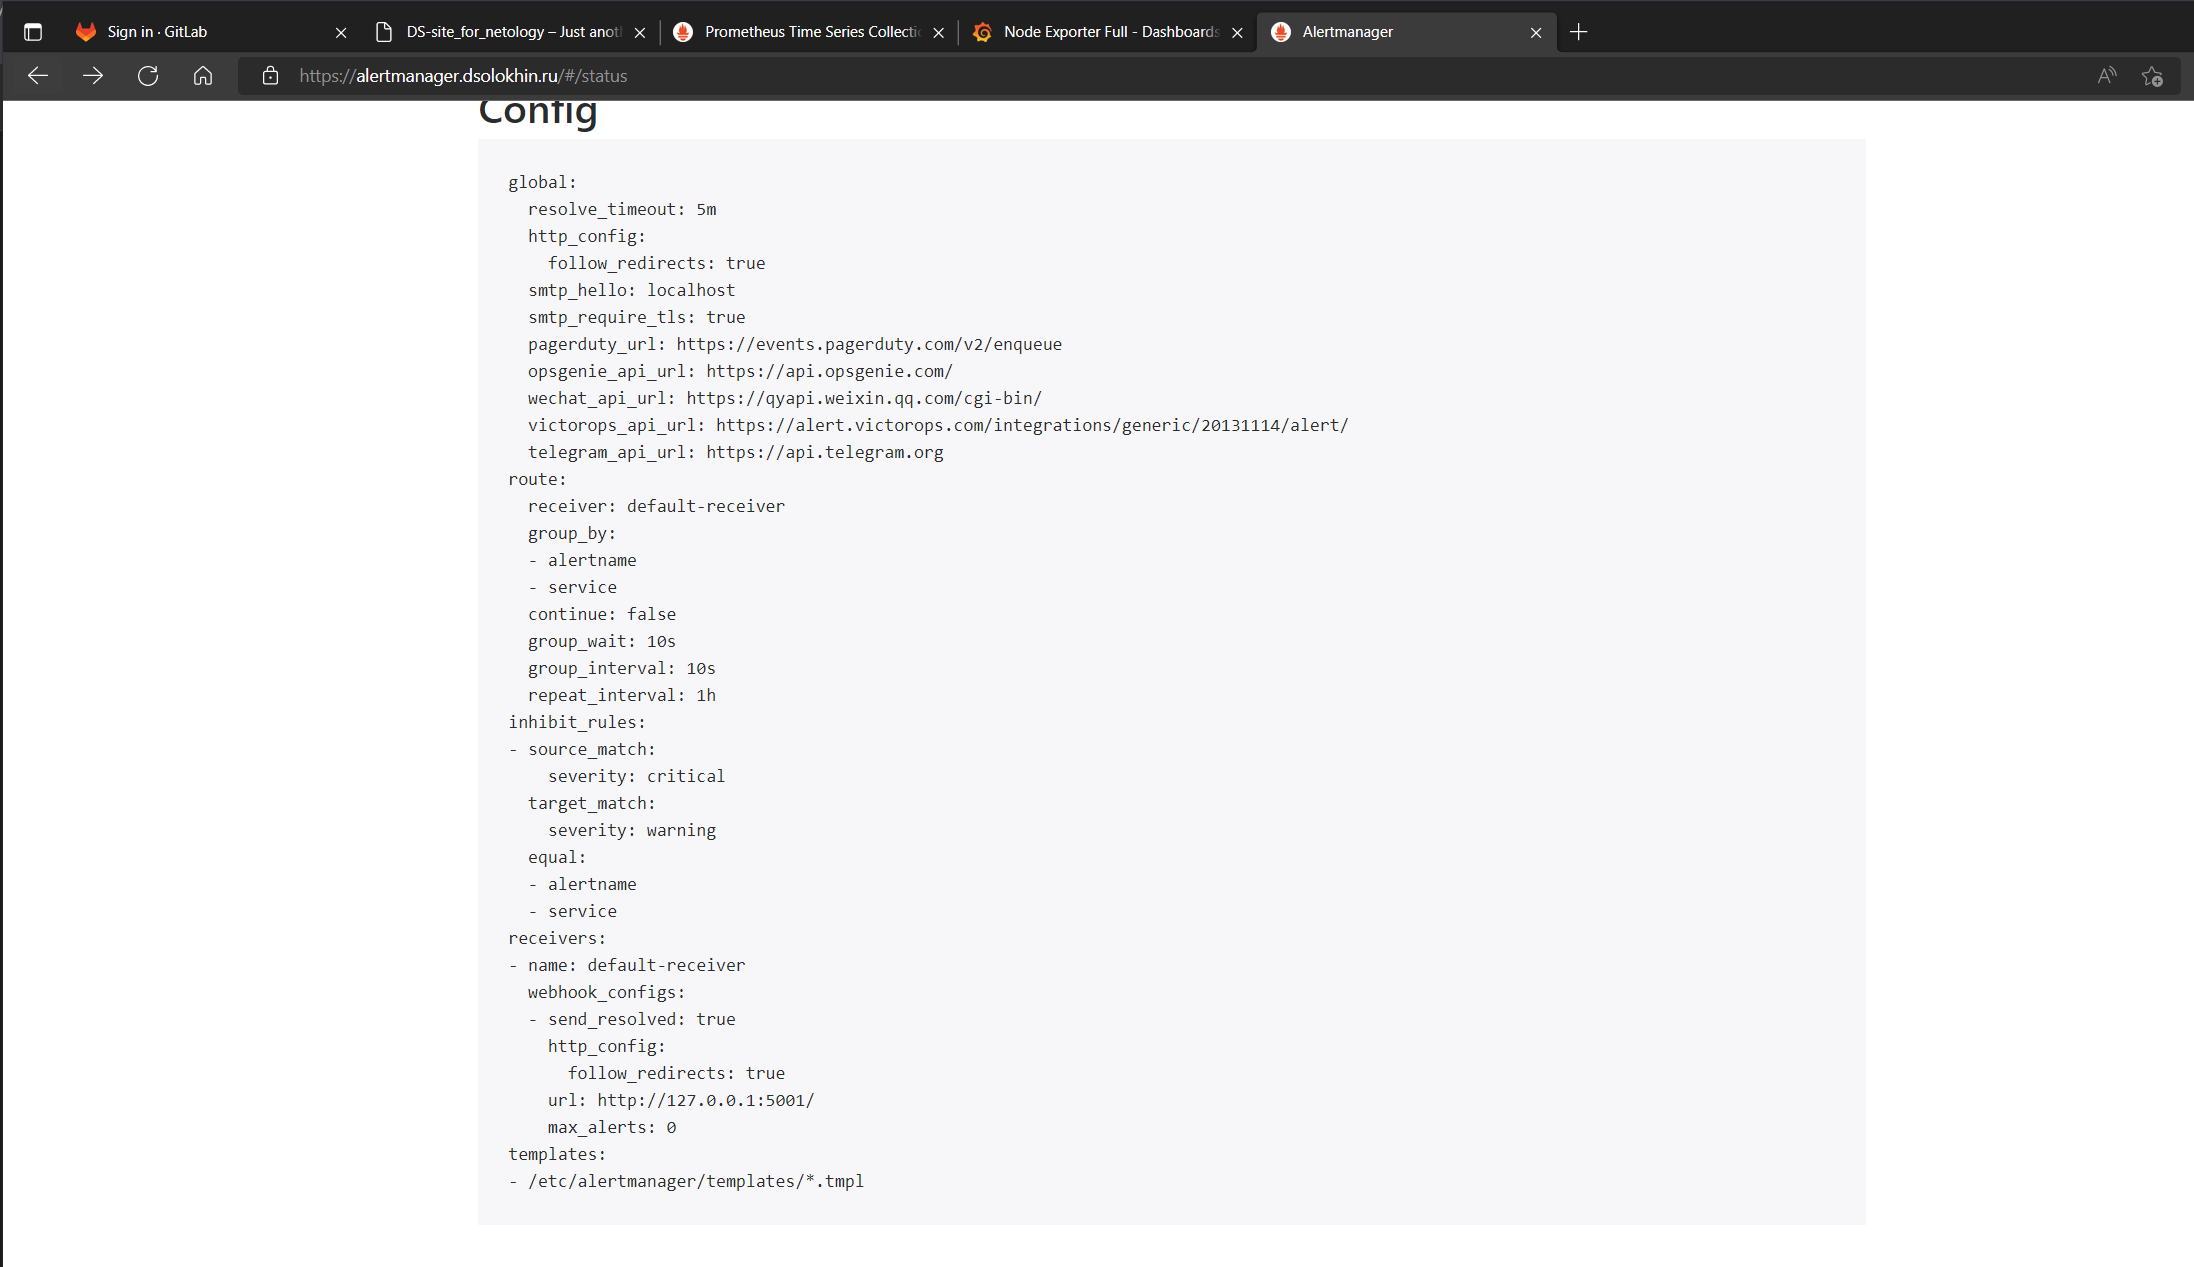 Sign in · GitLab
DS-site_for_netology – Just anot
Prometheus Time Series Collecti
Node Exporter Full - Dashboards
Alertmanager
https://alertmanager.dsolokhin.ru/#/status
Config
global:
  resolve_timeout: 5m
  http_config:
    follow_redirects: true
  smtp_hello: localhost
  smtp_require_tls: true
  pagerduty_url: https://events.pagerduty.com/v2/enqueue
  opsgenie_api_url: https://api.opsgenie.com/
  wechat_api_url: https://qyapi.weixin.qq.com/cgi-bin/
  victorops_api_url: https://alert.victorops.com/integrations/generic/20131114/alert/
  telegram_api_url: https://api.telegram.org
route:
  receiver: default-receiver
  group_by:
  - alertname
  - service
  continue: false
  group_wait: 10s
  group_interval: 10s
  repeat_interval: 1h
inhibit_rules:
- source_match:
    severity: critical
  target_match:
    severity: warning
  equal:
  - alertname
  - service
receivers:
- name: default-receiver
  webhook_configs:
  - send_resolved: true
    http_config:
      follow_redirects: true
    url: http://127.0.0.1:5001/
    max_alerts: 0
templates:
- /etc/alertmanager/templates/*.tmpl